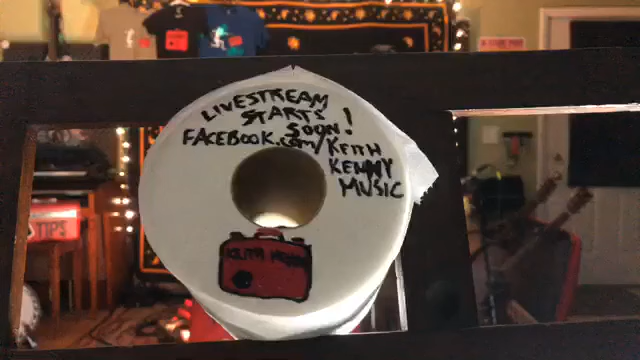 LIVESTREAM
STARTS
SOON!
FACEBOOK.com/KEITH
KENNY
MUSIC
KEITH KENNY
TIPS